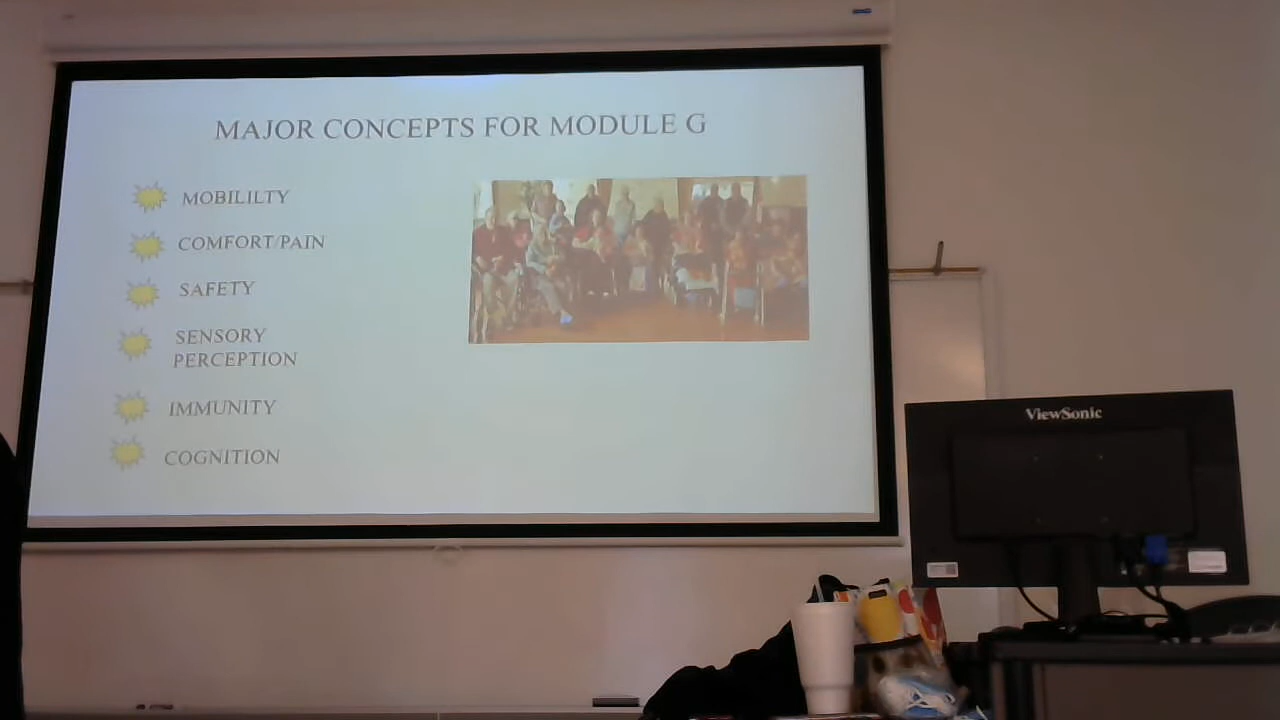 MAJOR CONCEPTS FOR MODULE G
MOBILILTY
COMFORT/PAIN
SAFETY
SENSORY
PERCEPTION
IMMUNITY
COGNITION
ViewSonic